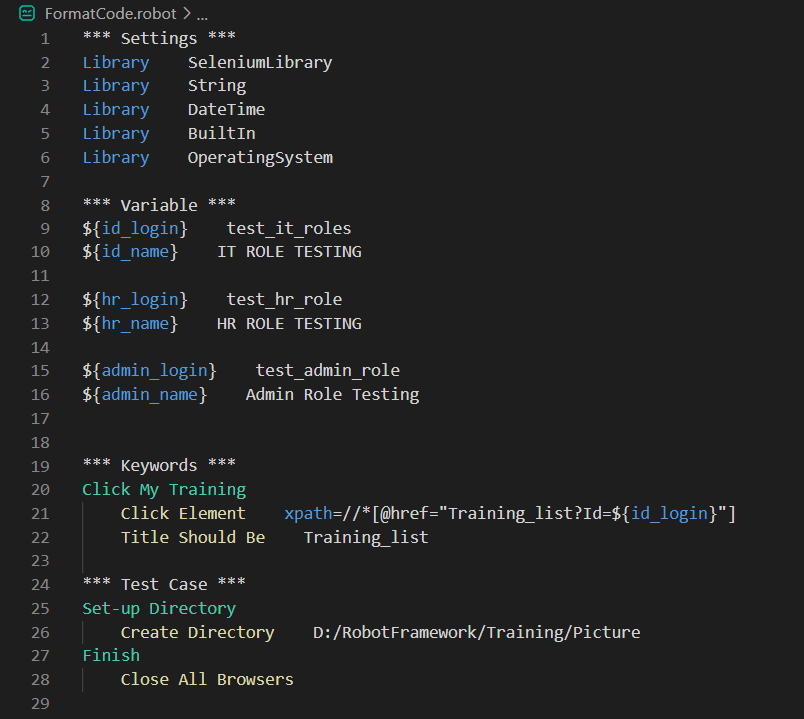 FormatCode.robot > ...
1 *** Settings ***
2 Library    SeleniumLibrary
3 Library    String
4 Library    DateTime
5 Library    BuiltIn
6 Library    OperatingSystem
7
8 *** Variable ***
9 ${id_login}    test_it_roles
10 ${id_name}    IT ROLE TESTING
11
12 ${hr_login}    test_hr_role
13 ${hr_name}    HR ROLE TESTING
14
15 ${admin_login}    test_admin_role
16 ${admin_name}    Admin Role Testing
17
18
19 *** Keywords ***
20 Click My Training
21     Click Element    xpath=//*[@href="Training_list?Id=${id_login}"]
22     Title Should Be    Training_list
23
24 *** Test Case ***
25 Set-up Directory
26     Create Directory    D:/RobotFramework/Training/Picture
27 Finish
28     Close All Browsers
29